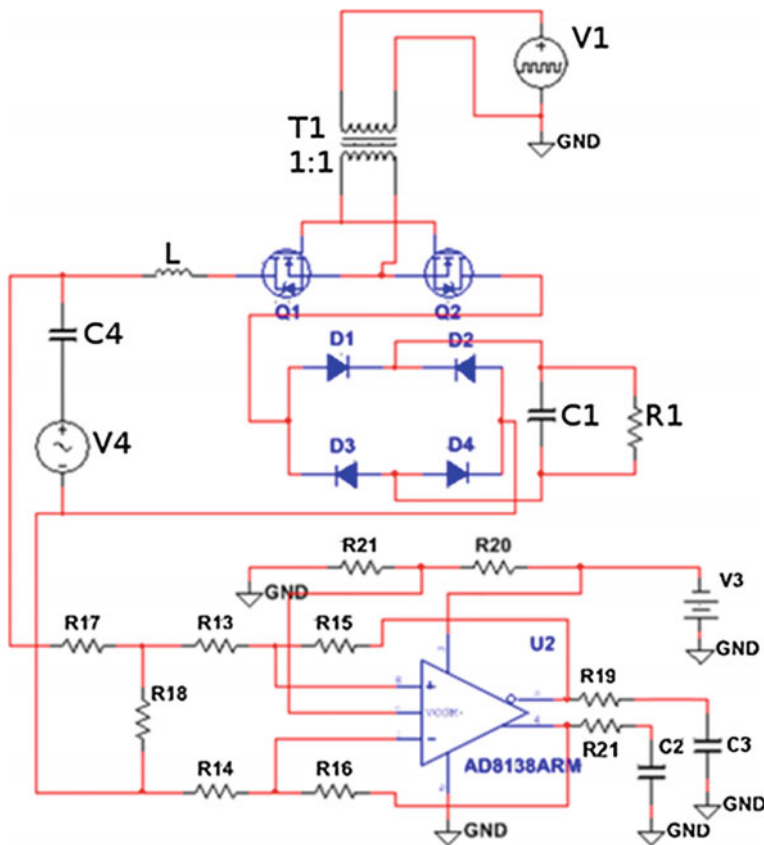 V1
GND
T1
1:1
L
Q1
Q2
C4
D1
D2
V4
C1
R1
D3
D4
R21
R20
V3
GND
GND
R17
R13
R15
U2
R18
R19
VCOM
R14
R16
AD8138ARM
R21
C2
C3
GND
GND
GND